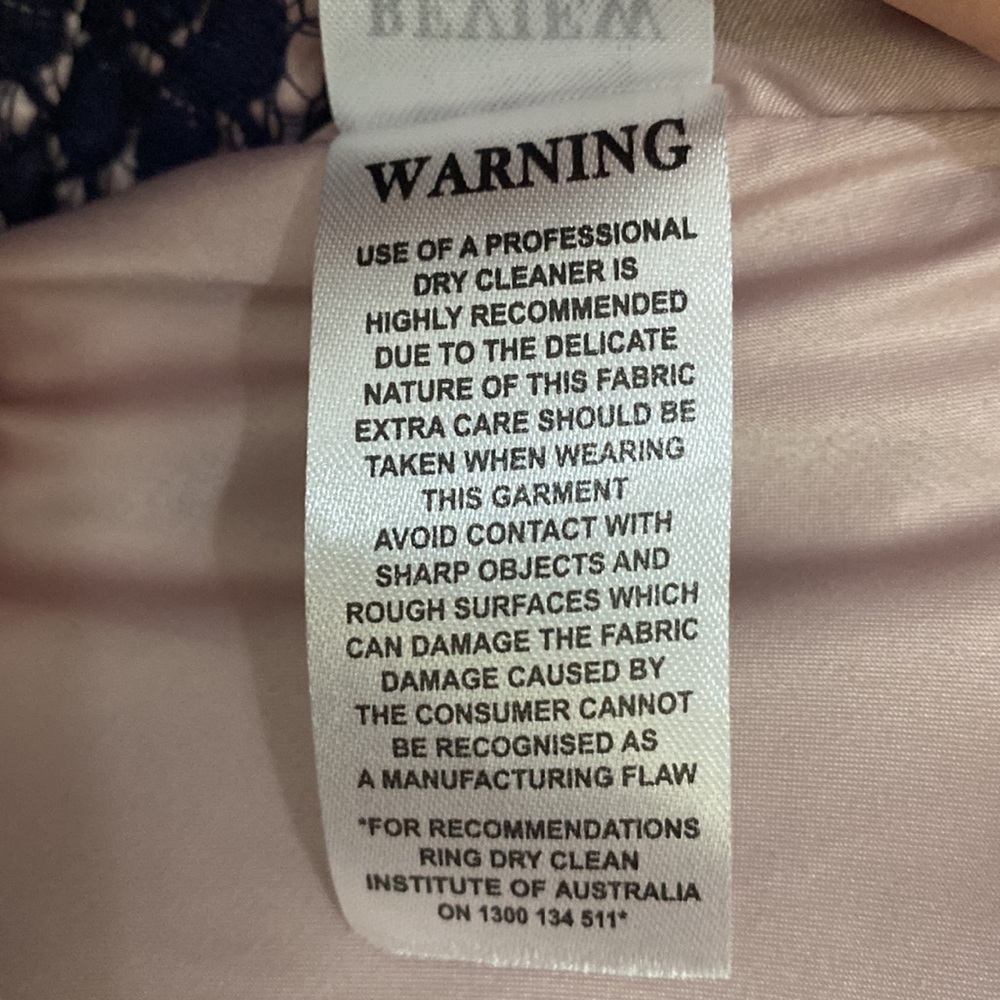 WARNING
USE OF A PROFESSIONAL
DRY CLEANER IS
HIGHLY RECOMMENDED
DUE TO THE DELICATE
NATURE OF THIS FABRIC
EXTRA CARE SHOULD BE
TAKEN WHEN WEARING
THIS GARMENT
AVOID CONTACT WITH
SHARP OBJECTS AND
ROUGH SURFACES WHICH
CAN DAMAGE THE FABRIC
DAMAGE CAUSED BY
THE CONSUMER CANNOT
BE RECOGNISED AS
A MANUFACTURING FLAW
*FOR RECOMMENDATIONS
RING DRY CLEAN
INSTITUTE OF AUSTRALIA
ON 1300 134 511*